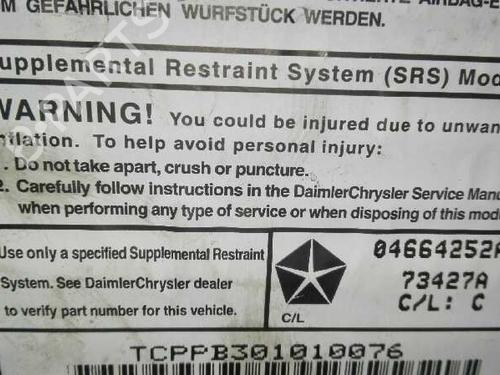 M GEFÄHRLICHEN WURFSTÜCK WERDEN.
upplemental Restraint System (SRS) Mod
WARNING! You could be injured due to unwan
nflation. To help avoid personal injury:
. Do not take apart, crush or puncture.
2. Carefully follow instructions in the DaimlerChrysler Service Manu
when performing any type of service or when disposing of this mod
Use only a specified Supplemental Restraint
System. See DaimlerChrysler dealer
to verify part number for this vehicle.
C/L
04664252A
73427A
C/L: C
TCPPB301010076